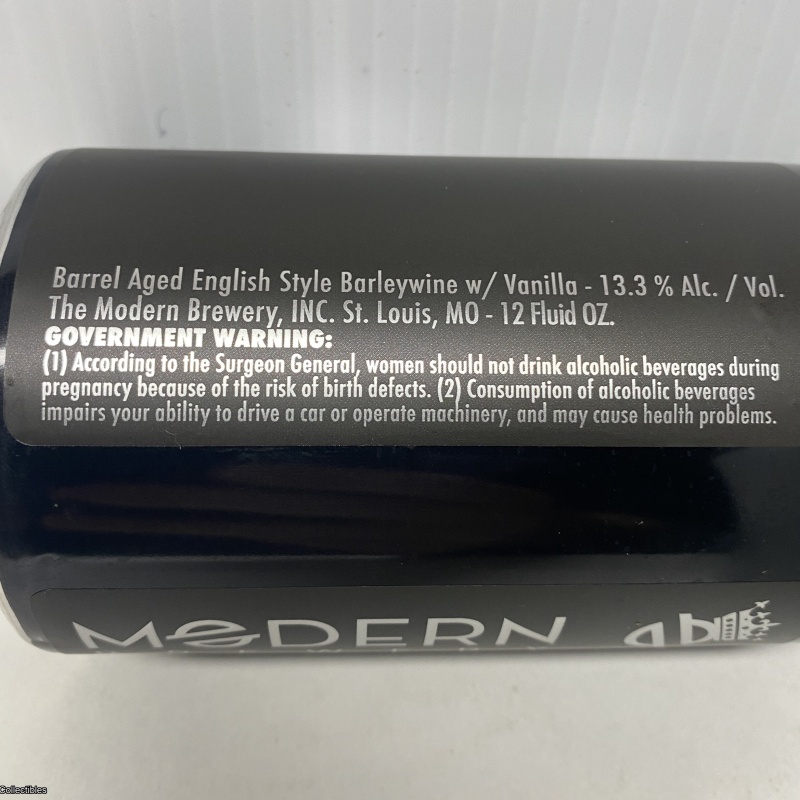 Barrel Aged English Style Barleywine w/ Vanilla - 13.3 % Alc. / Vol.
The Modern Brewery, INC. St. Louis, MO - 12 Fluid OZ.
GOVERNMENT WARNING:
(1) According to the Surgeon General, women should not drink alcoholic beverages during
pregnancy because of the risk of birth defects. (2) Consumption of alcoholic beverages
impairs your ability to drive a car or operate machinery, and may cause health problems.
MODERN
Collectibles